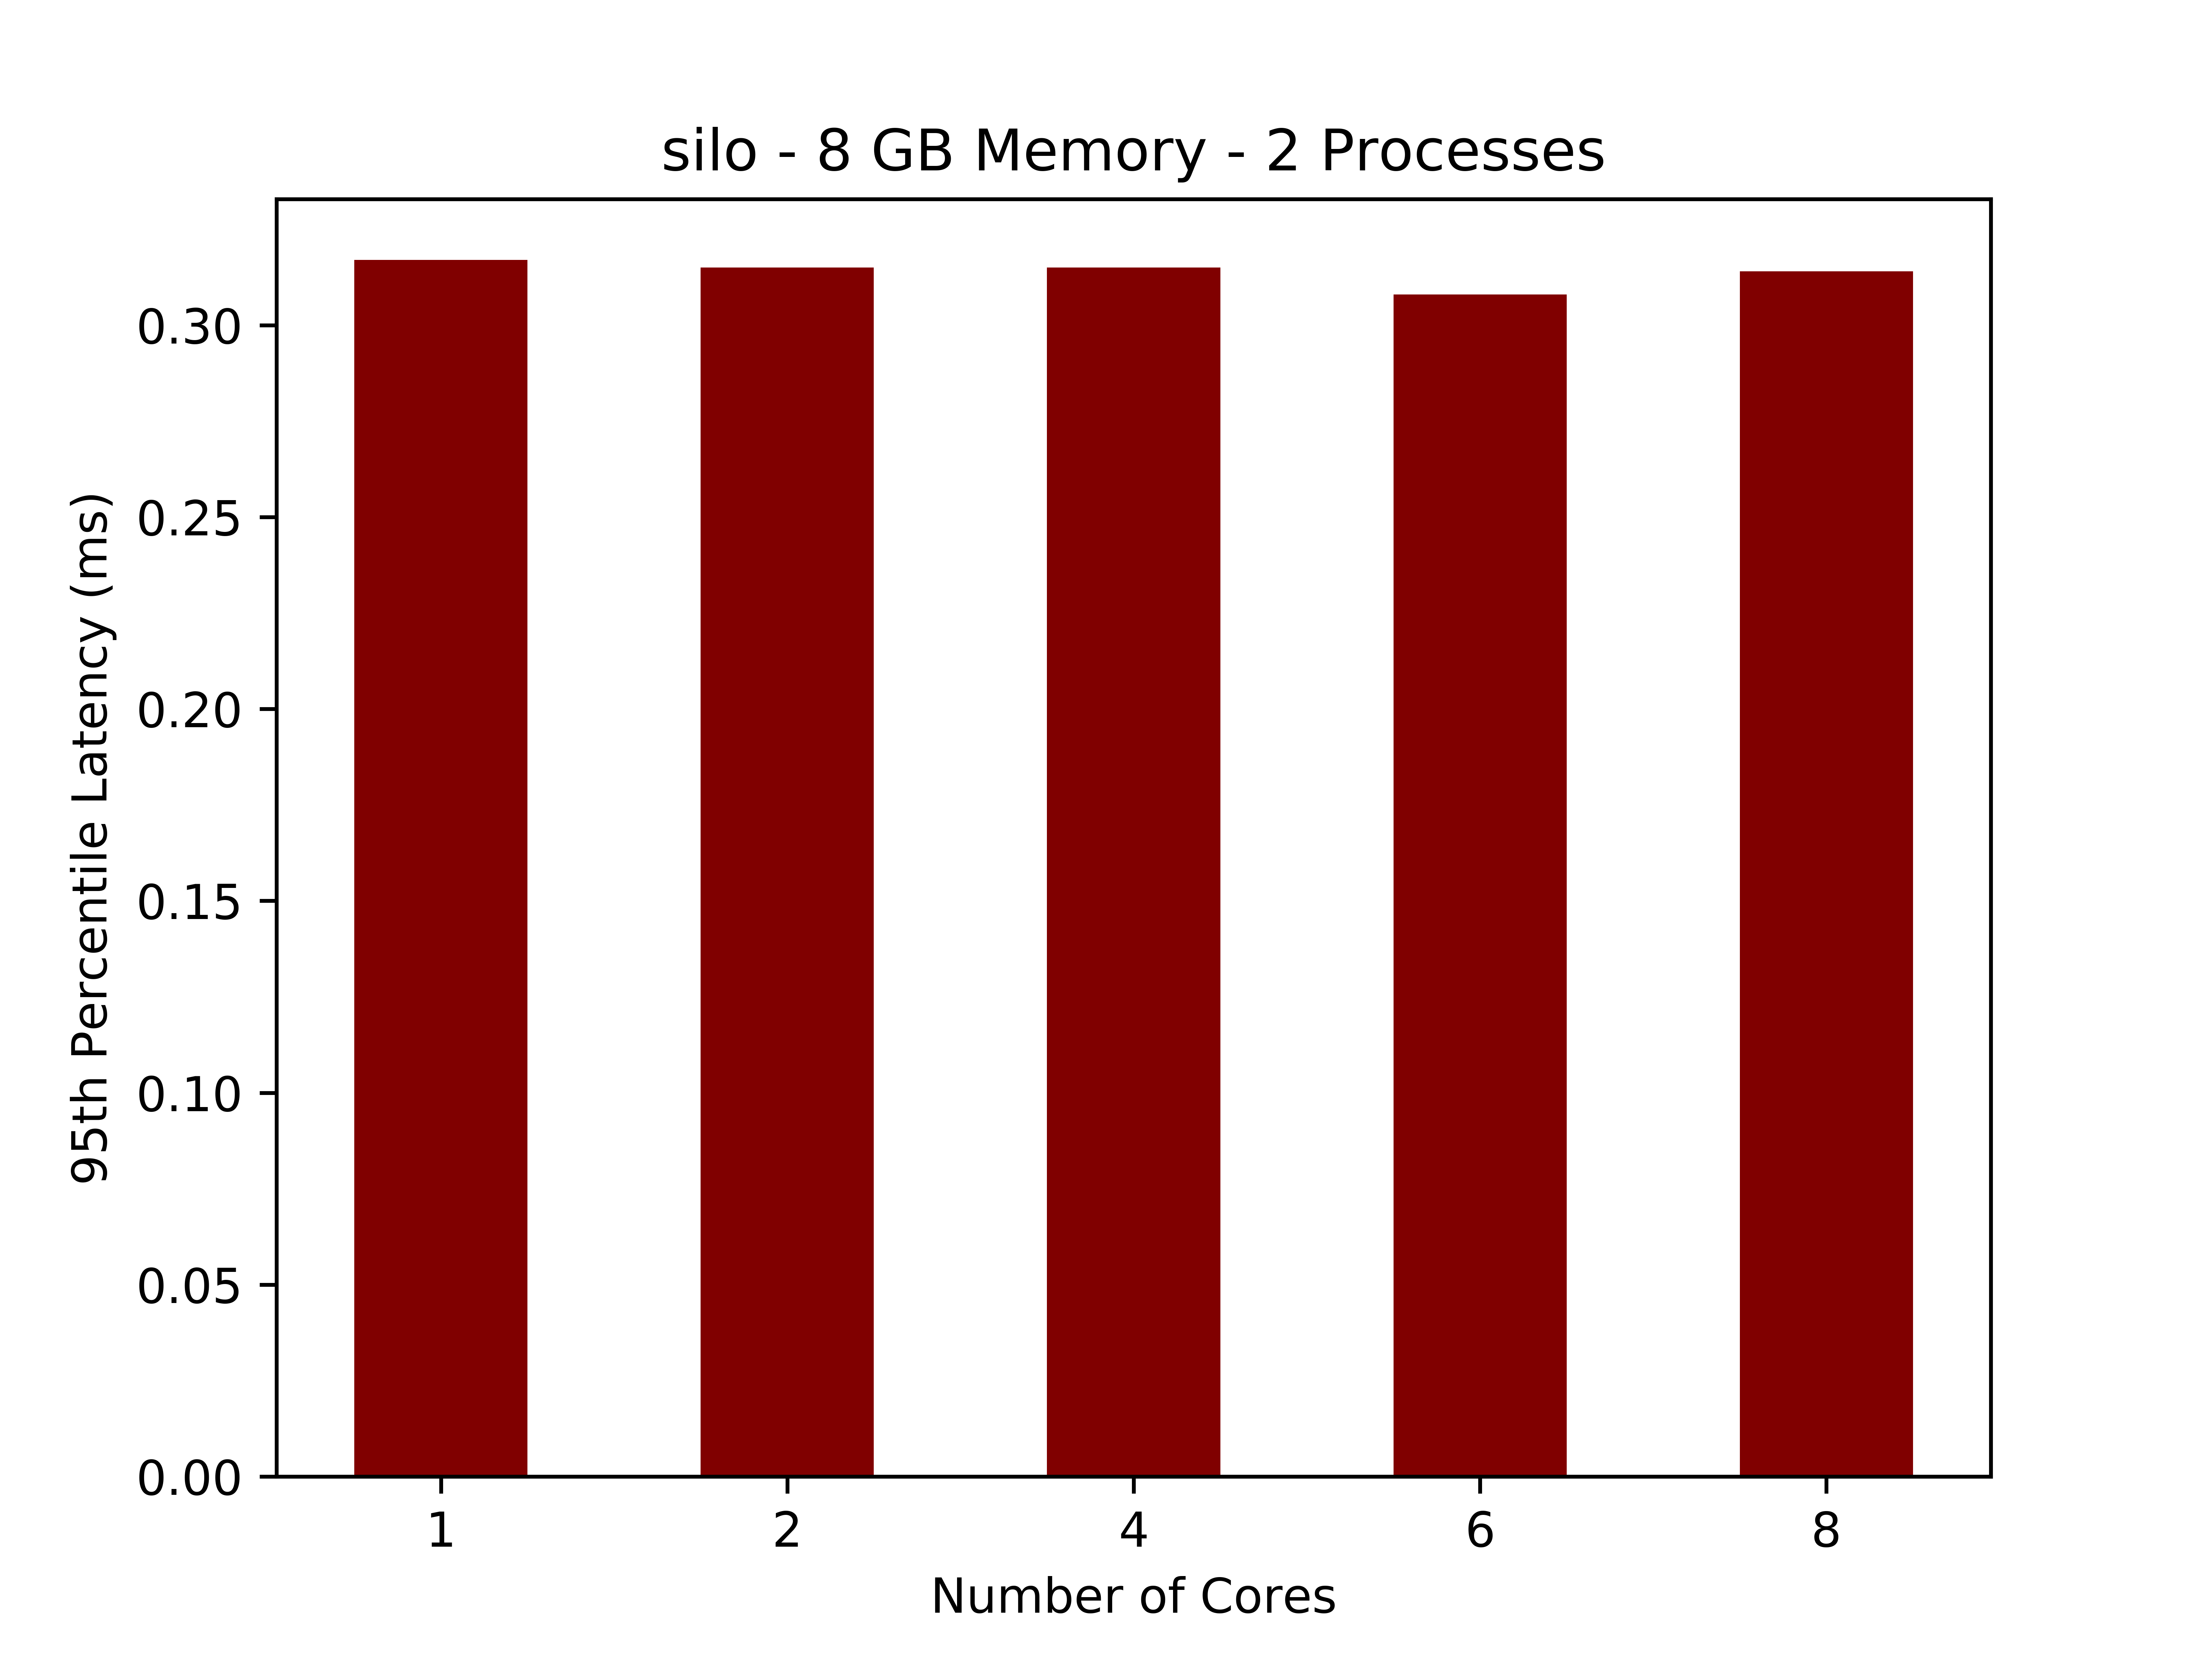 silo - 8 GB Memory - 2 Processes
95th Percentile Latency (ms)
0.30
0.25
0.20
0.15
0.10
0.05
0.00
1 2 4 6 8
Number of Cores